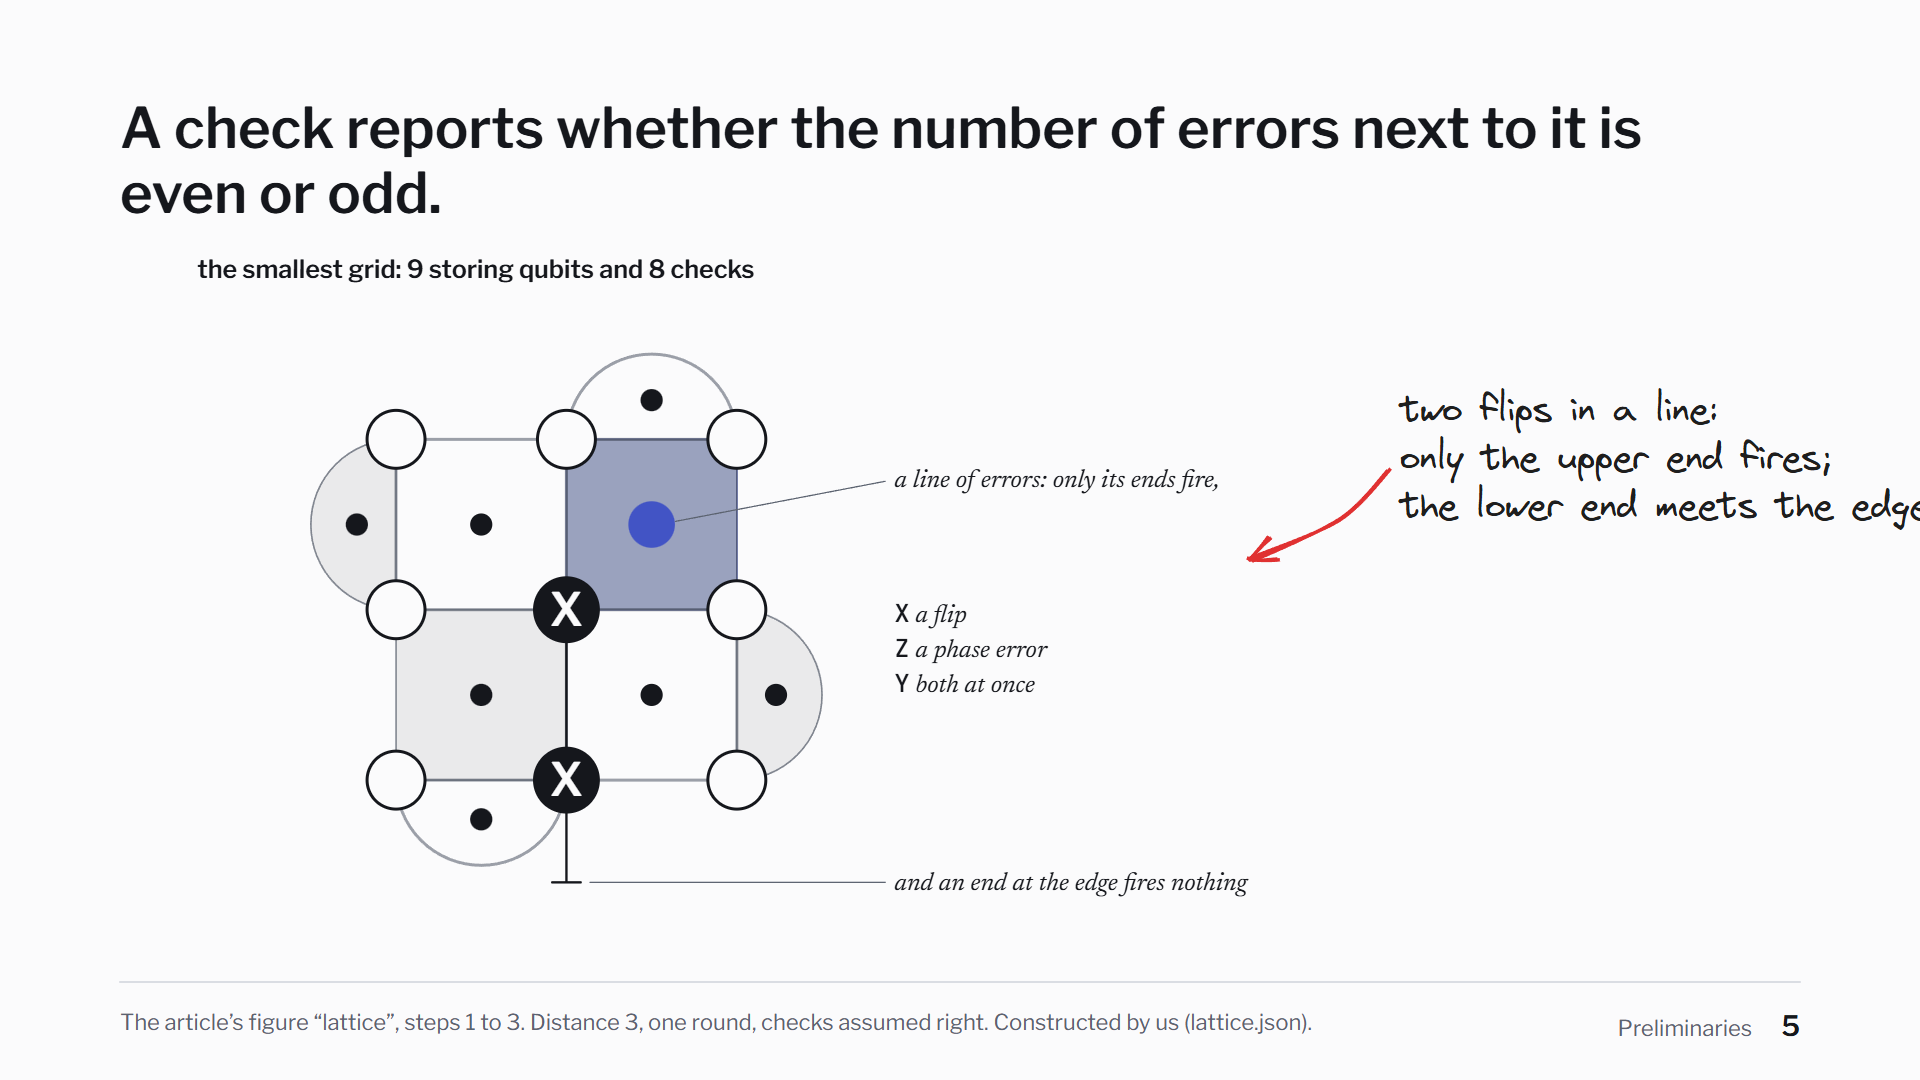 A check reports whether the number of errors next to it is
even or odd.
the smallest grid: 9 storing qubits and 8 checks
two flips in a line:
only the upper end fires;
the lower end meets the edge
a line of errors: only its ends fire,
X
X a flip
Z a phase error
Y both at once
X
and an end at the edge fires nothing
The article’s figure “lattice”, steps 1 to 3. Distance 3, one round, checks assumed right. Constructed by us (lattice.json).
Preliminaries 5